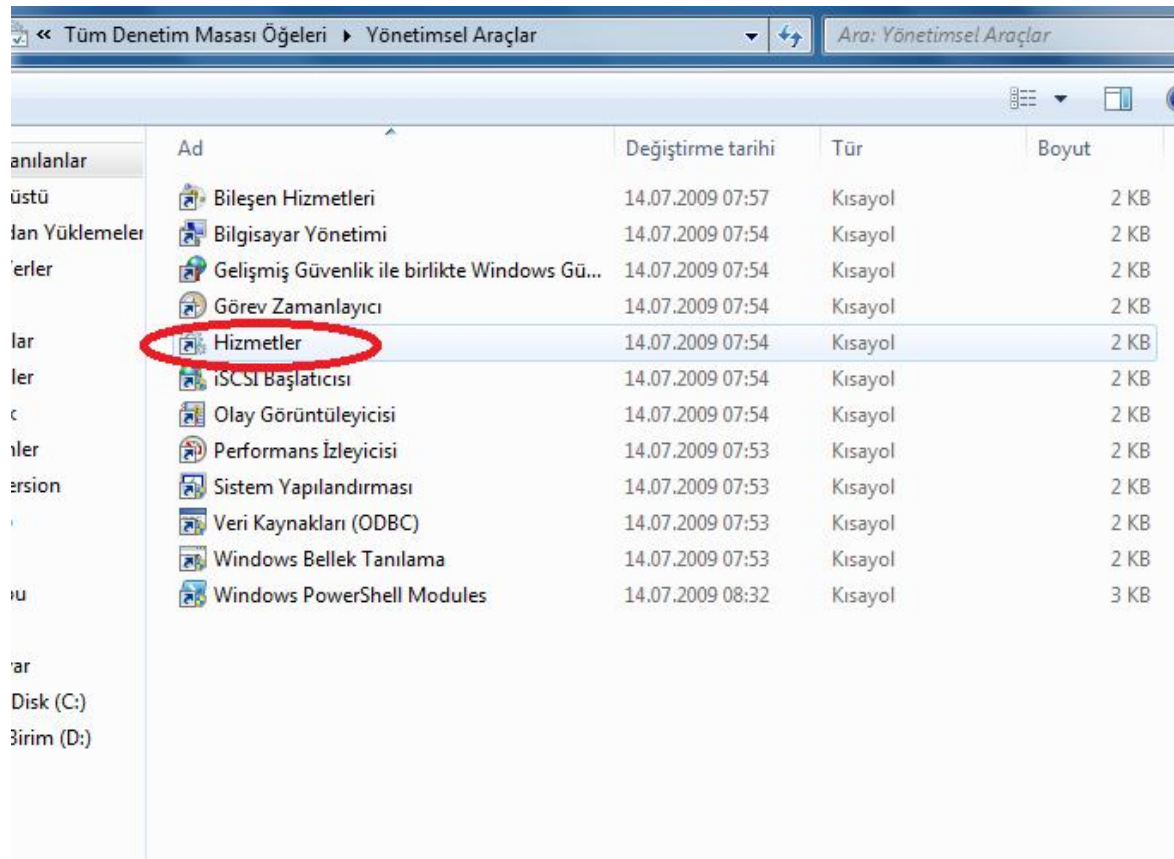 « Tüm Denetim Masası Öğeleri ▸ Yönetimsel Araçlar Ara: Yönetimsel Araçlar
Ad Değiştirme tarihi Tür Boyut
Bileşen Hizmetleri 14.07.2009 07:57 Kısayol 2 KB
Bilgisayar Yönetimi 14.07.2009 07:54 Kısayol 2 KB
Gelişmiş Güvenlik ile birlikte Windows Gü... 14.07.2009 07:54 Kısayol 2 KB
Görev Zamanlayıcı 14.07.2009 07:54 Kısayol 2 KB
Hizmetler 14.07.2009 07:54 Kısayol 2 KB
iSCSI Başlatıcısı 14.07.2009 07:54 Kısayol 2 KB
Olay Görüntüleyicisi 14.07.2009 07:54 Kısayol 2 KB
Performans İzleyicisi 14.07.2009 07:53 Kısayol 2 KB
Sistem Yapılandırması 14.07.2009 07:53 Kısayol 2 KB
Veri Kaynakları (ODBC) 14.07.2009 07:53 Kısayol 2 KB
Windows Bellek Tanılama 14.07.2009 07:53 Kısayol 2 KB
Windows PowerShell Modules 14.07.2009 08:32 Kısayol 3 KB
anılanlar
üstü
dan Yüklemeler
erler
lar
ler
nler
ersion
u
ar
Disk (C:)
Birim (D:)